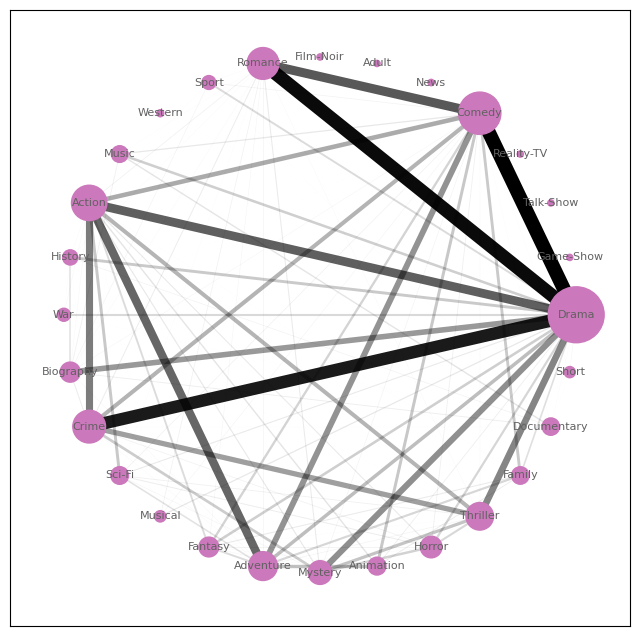 Film-Noir
Romance
Adult
Sport
News
Western
Comedy
Music
Reality-TV
Action
Talk-Show
History
Game-Show
War
Drama
Biography
Short
Crime
Documentary
Sci-Fi
Family
Musical
Thriller
Fantasy
Horror
Adventure
Mystery
Animation